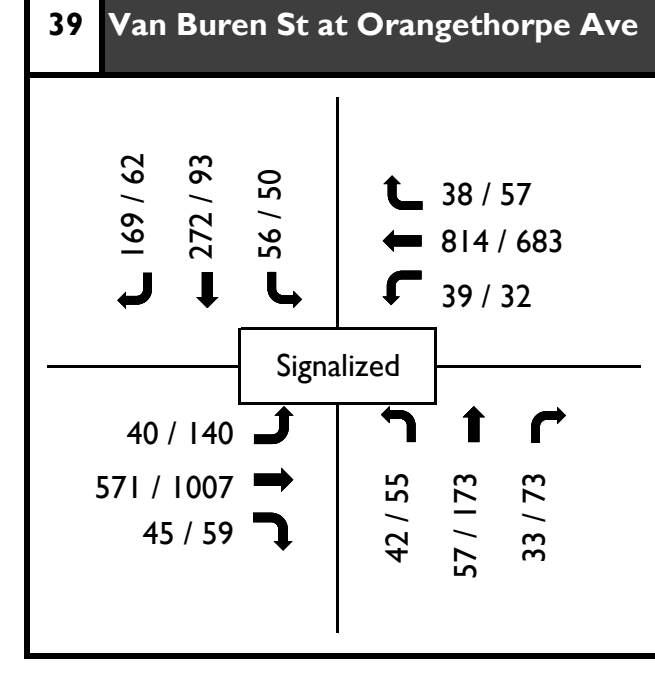 39
Van Buren St at Orangethorpe Ave
169 / 62
272 / 93
56 / 50
38 / 57
814 / 683
39 / 32
Signalized
40 / 140
571 / 1007
45 / 59
42 / 55
57 / 173
33 / 73